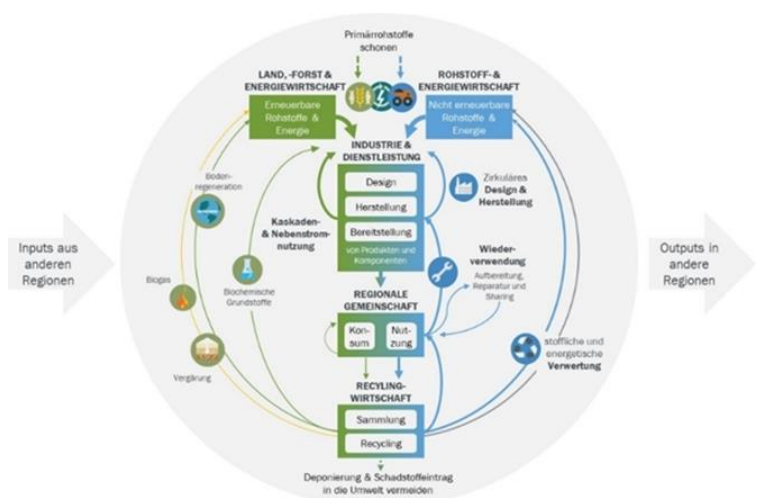 Primärrohstoffe
schonen
LAND, -FORST &
ENERGIEWIRTSCHAFT
ROHSTOFF- &
ENERGIEWIRTSCHAFT
Erneuerbare
Rohstoffe &
Energie
Nicht erneuerbare
Rohstoffe &
Energie
INDUSTRIE &
DIENSTLEISTUNG
Design
Herstellung
Bereitstellung
von Produkten und
Komponenten
Boden-
regeneration
Kaskaden-
& Nebenstrom-
nutzung
Zirkuläres
Design &
Herstellung
Inputs aus
anderen
Regionen
Biogas
Biochemische
Grundstoffe
Wieder-
verwendung
Aufbereitung,
Reparatur und
Sharing
Outputs in
andere
Regionen
REGIONALE
GEMEINSCHAFT
Kon-
sum
Nut-
zung
Vergärung
stoffliche und
energetische
Verwertung
RECYLING-
WIRTSCHAFT
Sammlung
Recycling
Deponierung & Schadstoffeintrag
in die Umwelt vermeiden